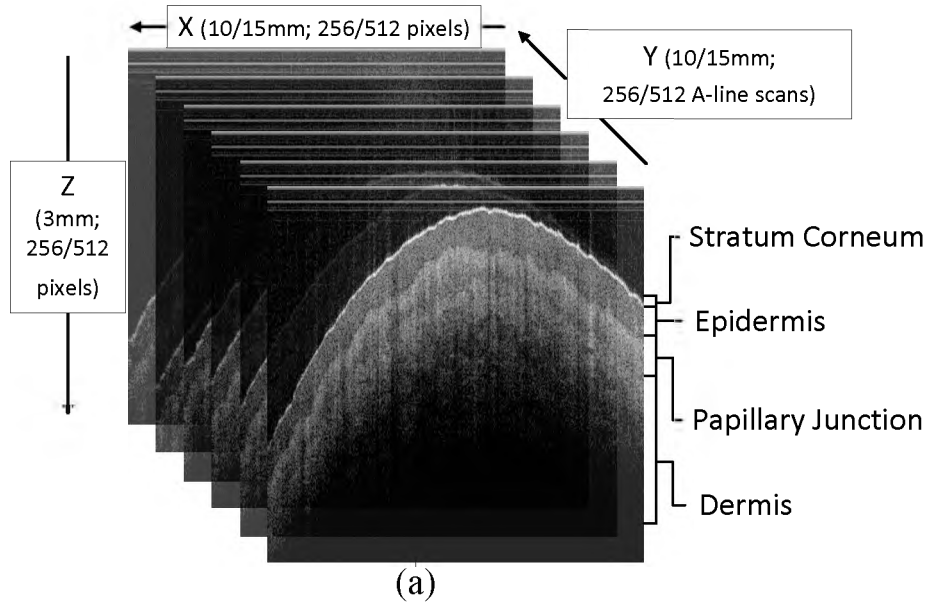 X (10/15mm; 256/512 pixels)
Y (10/15mm;
256/512 A-line scans)
Z
(3mm;
256/512
pixels)
Stratum Corneum
Epidermis
Papillary Junction
Dermis
(a)